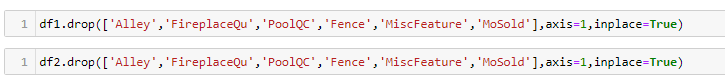 1 df1.drop(['Alley','FireplaceQu','PoolQC','Fence','MiscFeature','MoSold'],axis=1,inplace=True)
1 df2.drop(['Alley','FireplaceQu','PoolQC','Fence','MiscFeature','MoSold'],axis=1,inplace=True)